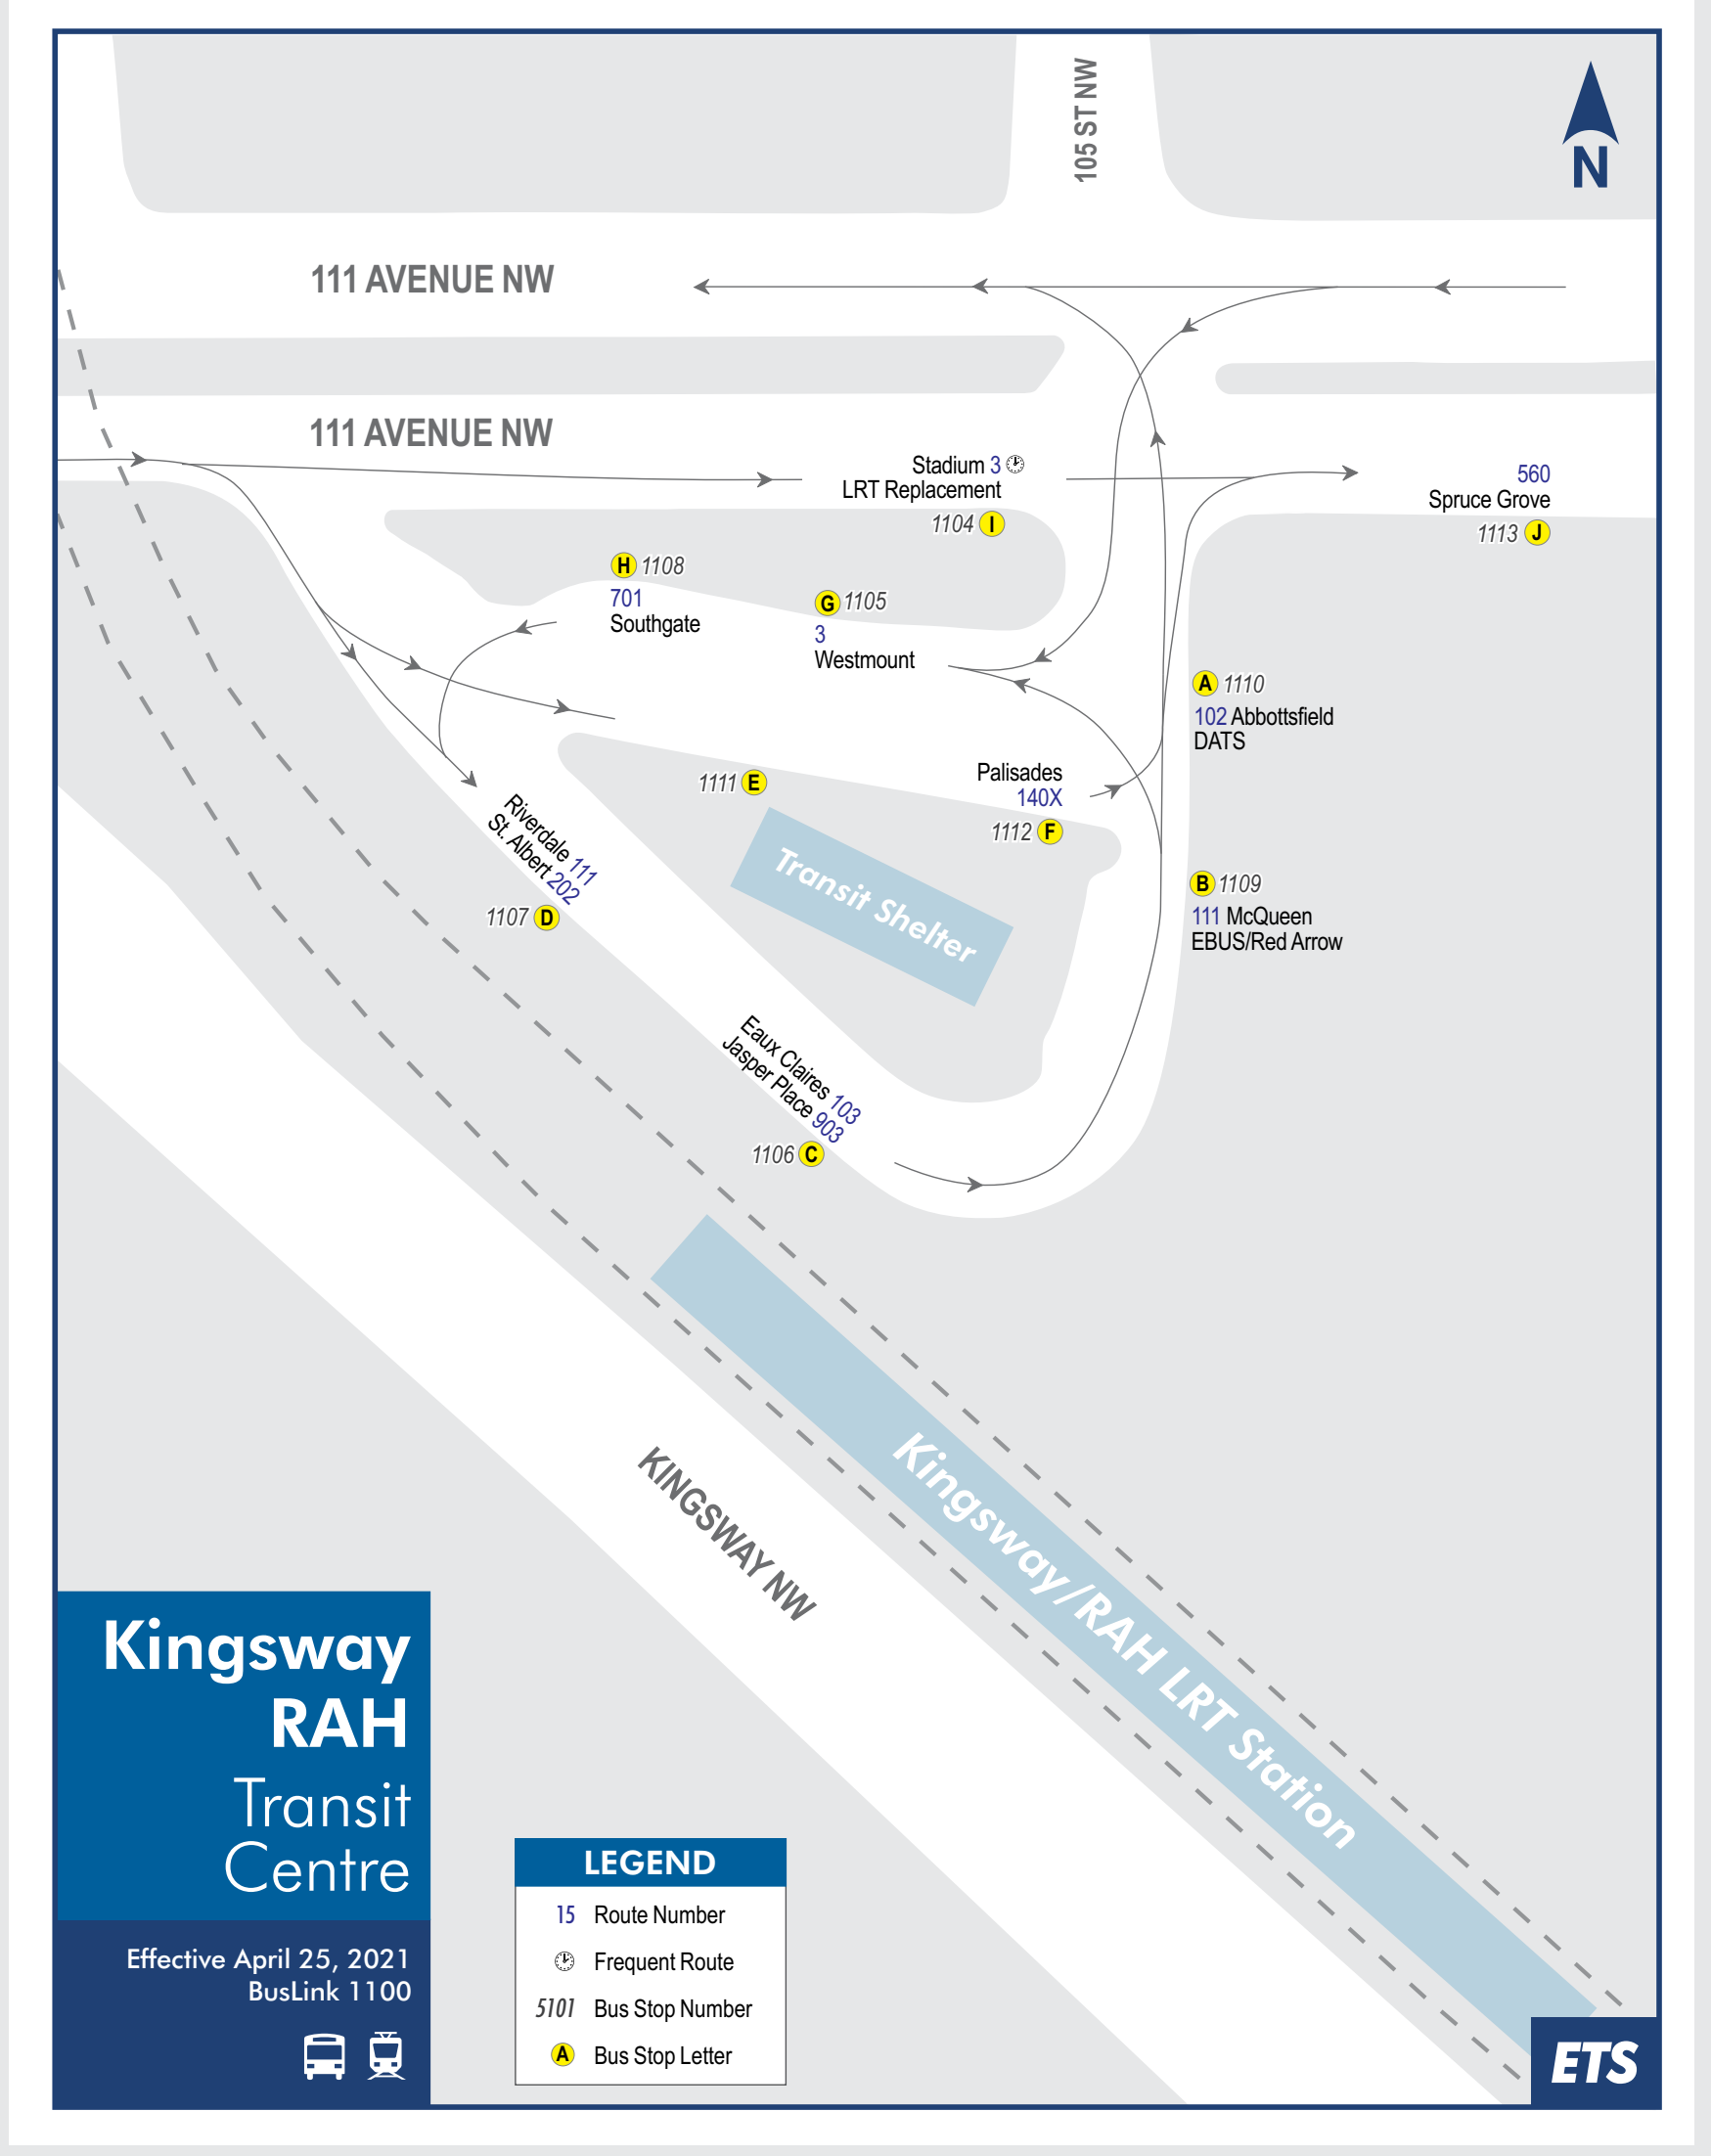 105 ST NW
N
111 AVENUE NW
111 AVENUE NW
Stadium 3
LRT Replacement
1104 I
560
Spruce Grove
1113 J
H 1108
701
Southgate
G 1105
3
Westmount
A 1110
102 Abbottsfield
DATS
1111 E
Palisades
140X
1112 F
Riverdale 111
St. Albert 202
1107 D
Transit Shelter
B 1109
111 McQueen
EBUS/Red Arrow
Eaux Claires 103
Jasper Place 903
1106 C
Kingsway/RAH LRT Station
KINGSWAY NW
Kingsway
RAH
Transit
Centre
Effective April 25, 2021
BusLink 1100
LEGEND
15 Route Number
Frequent Route
5101 Bus Stop Number
A Bus Stop Letter
ETS